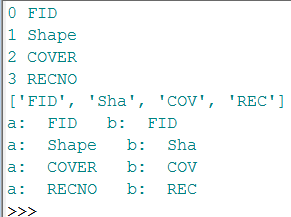 0 FID
1 Shape
2 COVER
3 RECNO
['FID', 'Sha', 'COV', 'REC']
a:  FID   b:  FID
a:  Shape   b:  Sha
a:  COVER   b:  COV
a:  RECNO   b:  REC
>>>